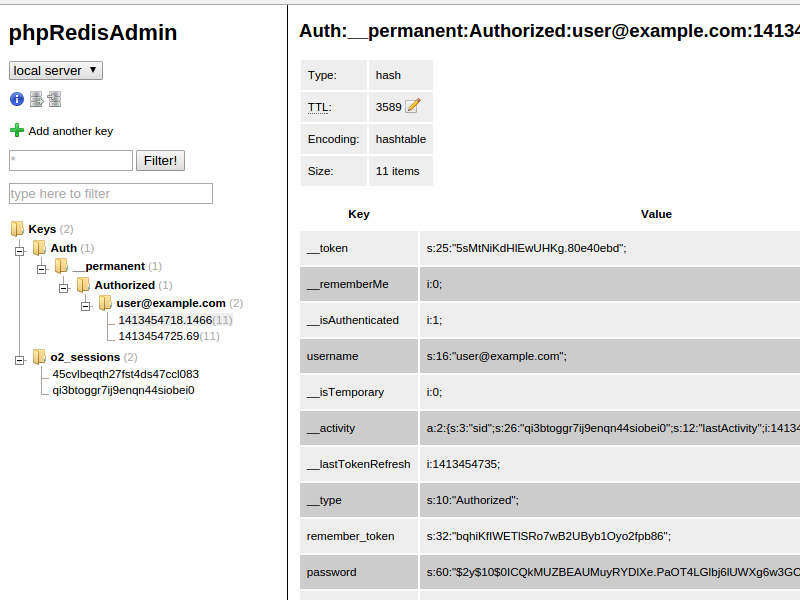 phpRedisAdmin
local server ▼
Add another key
*
Filter!
type here to filter
Keys (2)
Auth (1)
__permanent (1)
Authorized (1)
user@example.com (2)
1413454718.1466(11)
1413454725.69(11)
o2_sessions (2)
45cvlbeqth27fst4ds47ccl083
qi3btoggr7ij9enqn44siobei0
Auth:__permanent:Authorized:user@example.com:14134
Type: hash
TTL: 3589
Encoding: hashtable
Size: 11 items
Key Value
__token s:25:"5sMtNiKdHlEwUHKg.80e40ebd";
__rememberMe i:0;
__isAuthenticated i:1;
username s:16:"user@example.com";
__isTemporary i:0;
__activity a:2:{s:3:"sid";s:26:"qi3btoggr7ij9enqn44siobei0";s:12:"lastActivity";i:14134
__lastTokenRefresh i:1413454735;
__type s:10:"Authorized";
remember_token s:32:"bqhiKfIWETlSRo7wB2UByb1Oyo2fpb86";
password s:60:"$2y$10$0ICQkMUZBEAUMuyRYDlXe.PaOT4LGlbj6lUWXg6w3GC